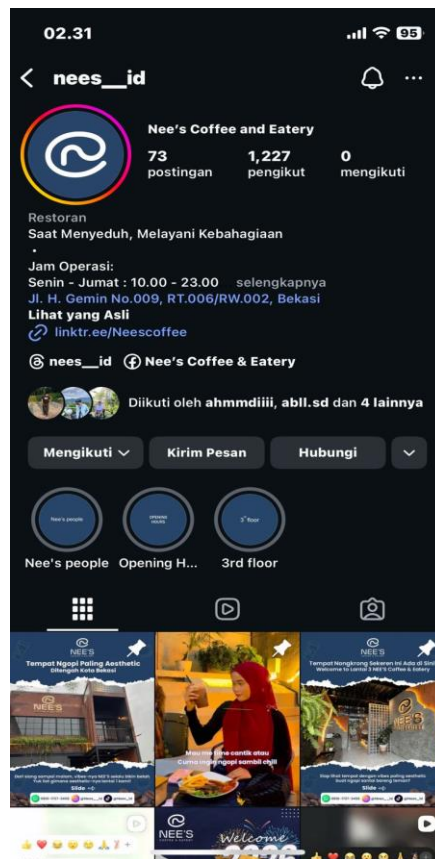 02.31
95
nees__id
Nee's Coffee and Eatery
73
1,227
0
postingan
pengikut
mengikuti
Restoran
Saat Menyeduh, Melayani Kebahagiaan
•
Jam Operasi:
Senin - Jumat : 10.00 - 23.00 selengkapnya
Jl. H. Gemin No.009, RT.006/RW.002, Bekasi
Lihat yang Asli
linktr.ee/Neescoffee
nees__id
Nee's Coffee & Eatery
Diikuti oleh ahmmdiiii, abll.sd dan 4 lainnya
Mengikuti
Kirim Pesan
Hubungi
Nee's people
OPENING
HOURS
3rd floor
Nee's people
Opening H...
3rd floor
NEE'S
Tempat Ngopi Paling Aesthetic
Ditengah Kota Bekasi
NEE'S
Slide
Mau me time cantik atau
Cuma ingin ngopi sambil chill
NEE'S
Tempat Nongkrang Sekeren Ini Ada di Sini
Welcome to Lantai 3 NEE'S Coffee & Eatery
NEE'S
Slide
NEE'S
Welcome